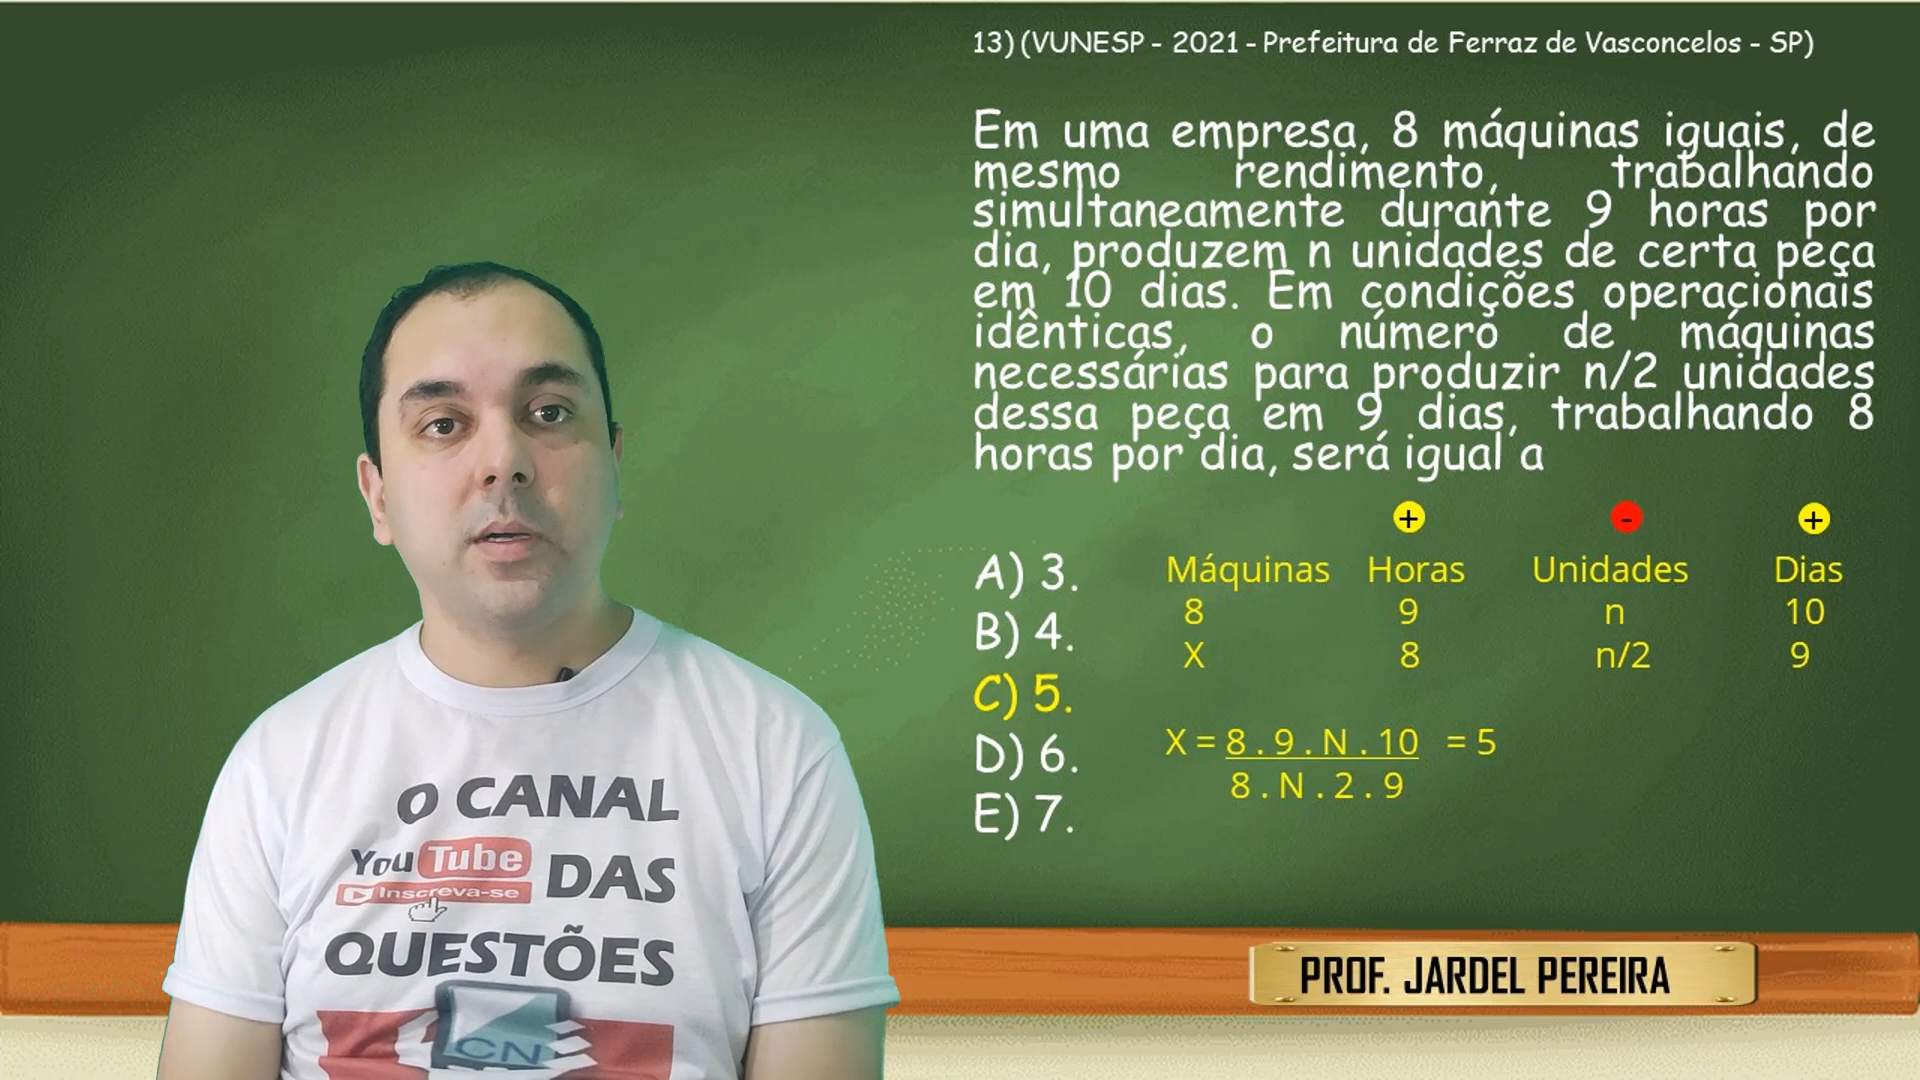 13) (VUNESP - 2021 - Prefeitura de Ferraz de Vasconcelos - SP)
Em uma empresa, 8 máquinas iguais, de
mesmo rendimento, trabalhando
simultaneamente durante 9 horas por
dia, produzem n unidades de certa peça
em 10 dias. Em condições operacionais
idênticas, o número de máquinas
necessárias para produzir n/2 unidades
dessa peça em 9 dias, trabalhando 8
horas por dia, será igual a
+ - +
A) 3.
B) 4.
C) 5.
D) 6.
E) 7.
Máquinas Horas Unidades Dias
8 9 n 10
X 8 n/2 9
X = 8 . 9 . N . 10 = 5
8 . N . 2 . 9
O CANAL
YouTube DAS
Inscreva-se
QUESTÕES
CN
PROF. JARDEL PEREIRA